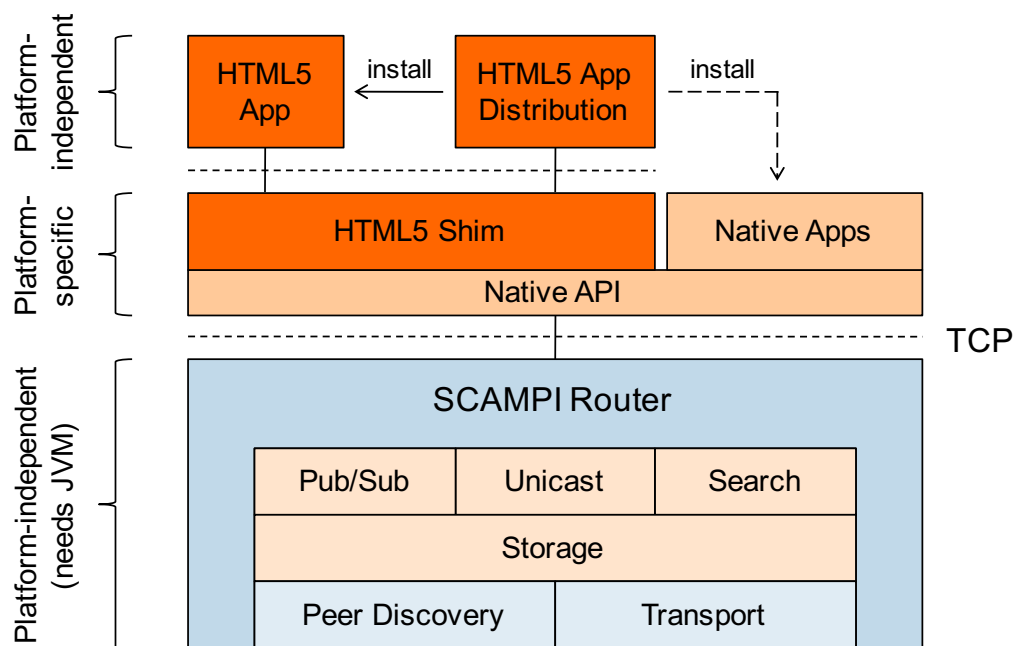 Platform-
independent
HTML5
App
install
HTML5 App
Distribution
install
Platform-
specific
HTML5 Shim
Native Apps
Native API
TCP
Platform-independent
(needs JVM)
SCAMPI Router
Pub/Sub
Unicast
Search
Storage
Peer Discovery
Transport